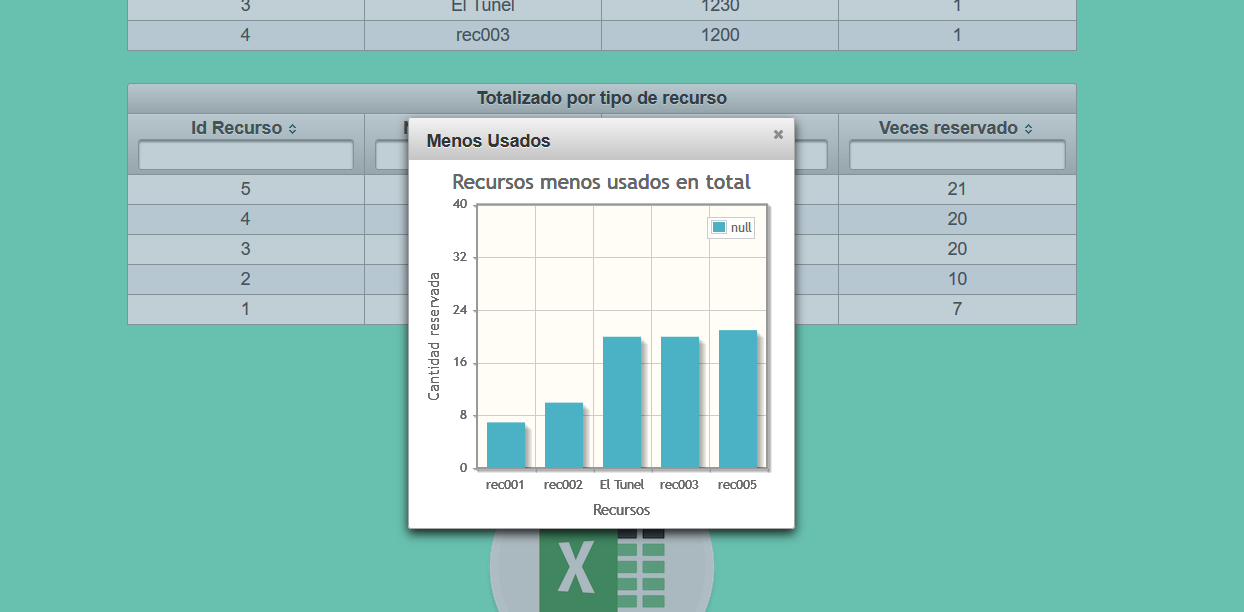 3 El Tunel 1230 1
4 rec003 1200 1
Totalizado por tipo de recurso
Id Recurso Veces reservado
5 21
4 20
3 20
2 10
1 7
Menos Usados
Recursos menos usados en total
40
32
24
16
8
0
null
Cantidad reservada
rec001 rec002 El Tunel rec003 rec005
Recursos
X